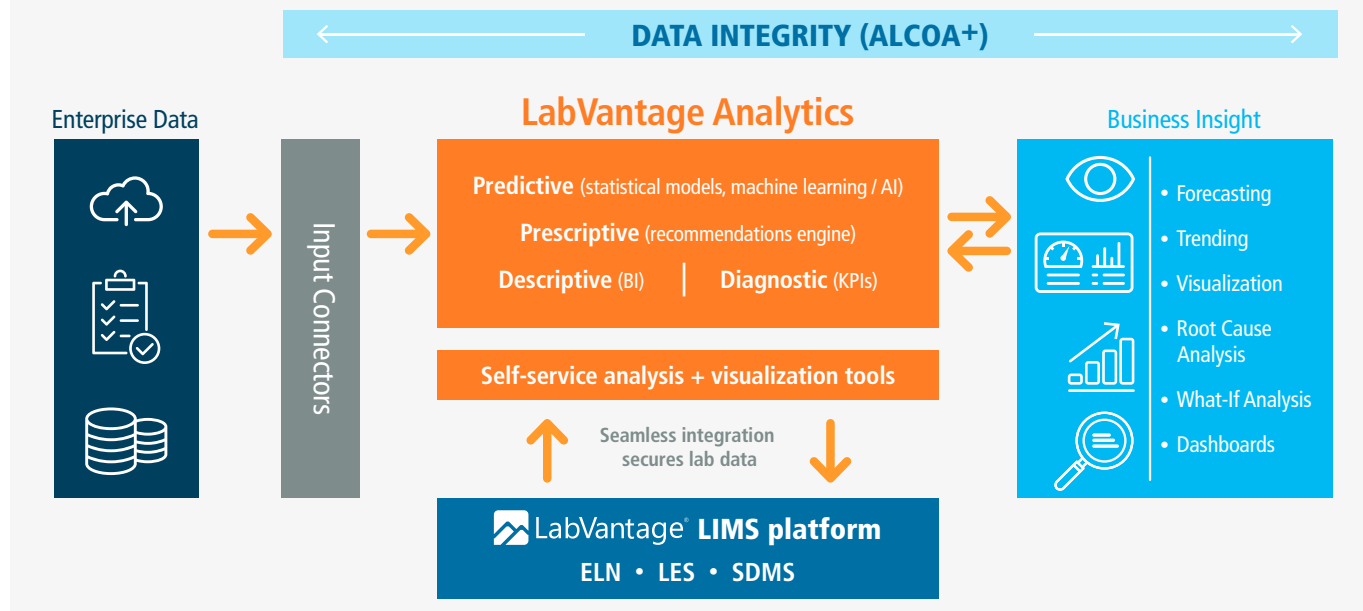 DATA INTEGRITY (ALCOA+)
Enterprise Data
Input Connectors
LabVantage Analytics
Predictive (statistical models, machine learning / AI)
Prescriptive (recommendations engine)
Descriptive (BI) | Diagnostic (KPIs)
Self-service analysis + visualization tools
Seamless integration
secures lab data
LabVantage® LIMS platform
ELN • LES • SDMS
Business Insight
• Forecasting
• Trending
• Visualization
• Root Cause
Analysis
• What-If Analysis
• Dashboards